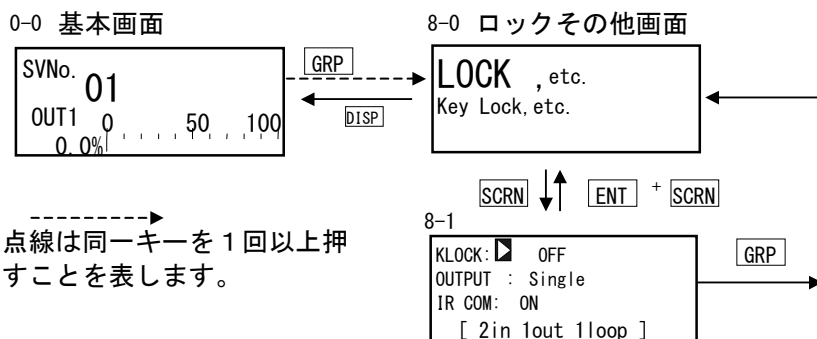 0-0 基本画面
SVNo. 01
OUT1 0 50 100
0.0%
GRP
DISP
8-0 ロックその他画面
LOCK ,etc.
Key Lock,etc.
SCRN ENT + SCRN
点線は同一キーを1回以上押
すことを表します。
8-1
KLOCK: OFF
OUTPUT : Single
IR COM: ON
[ 2in 1out 1loop ]
GRP